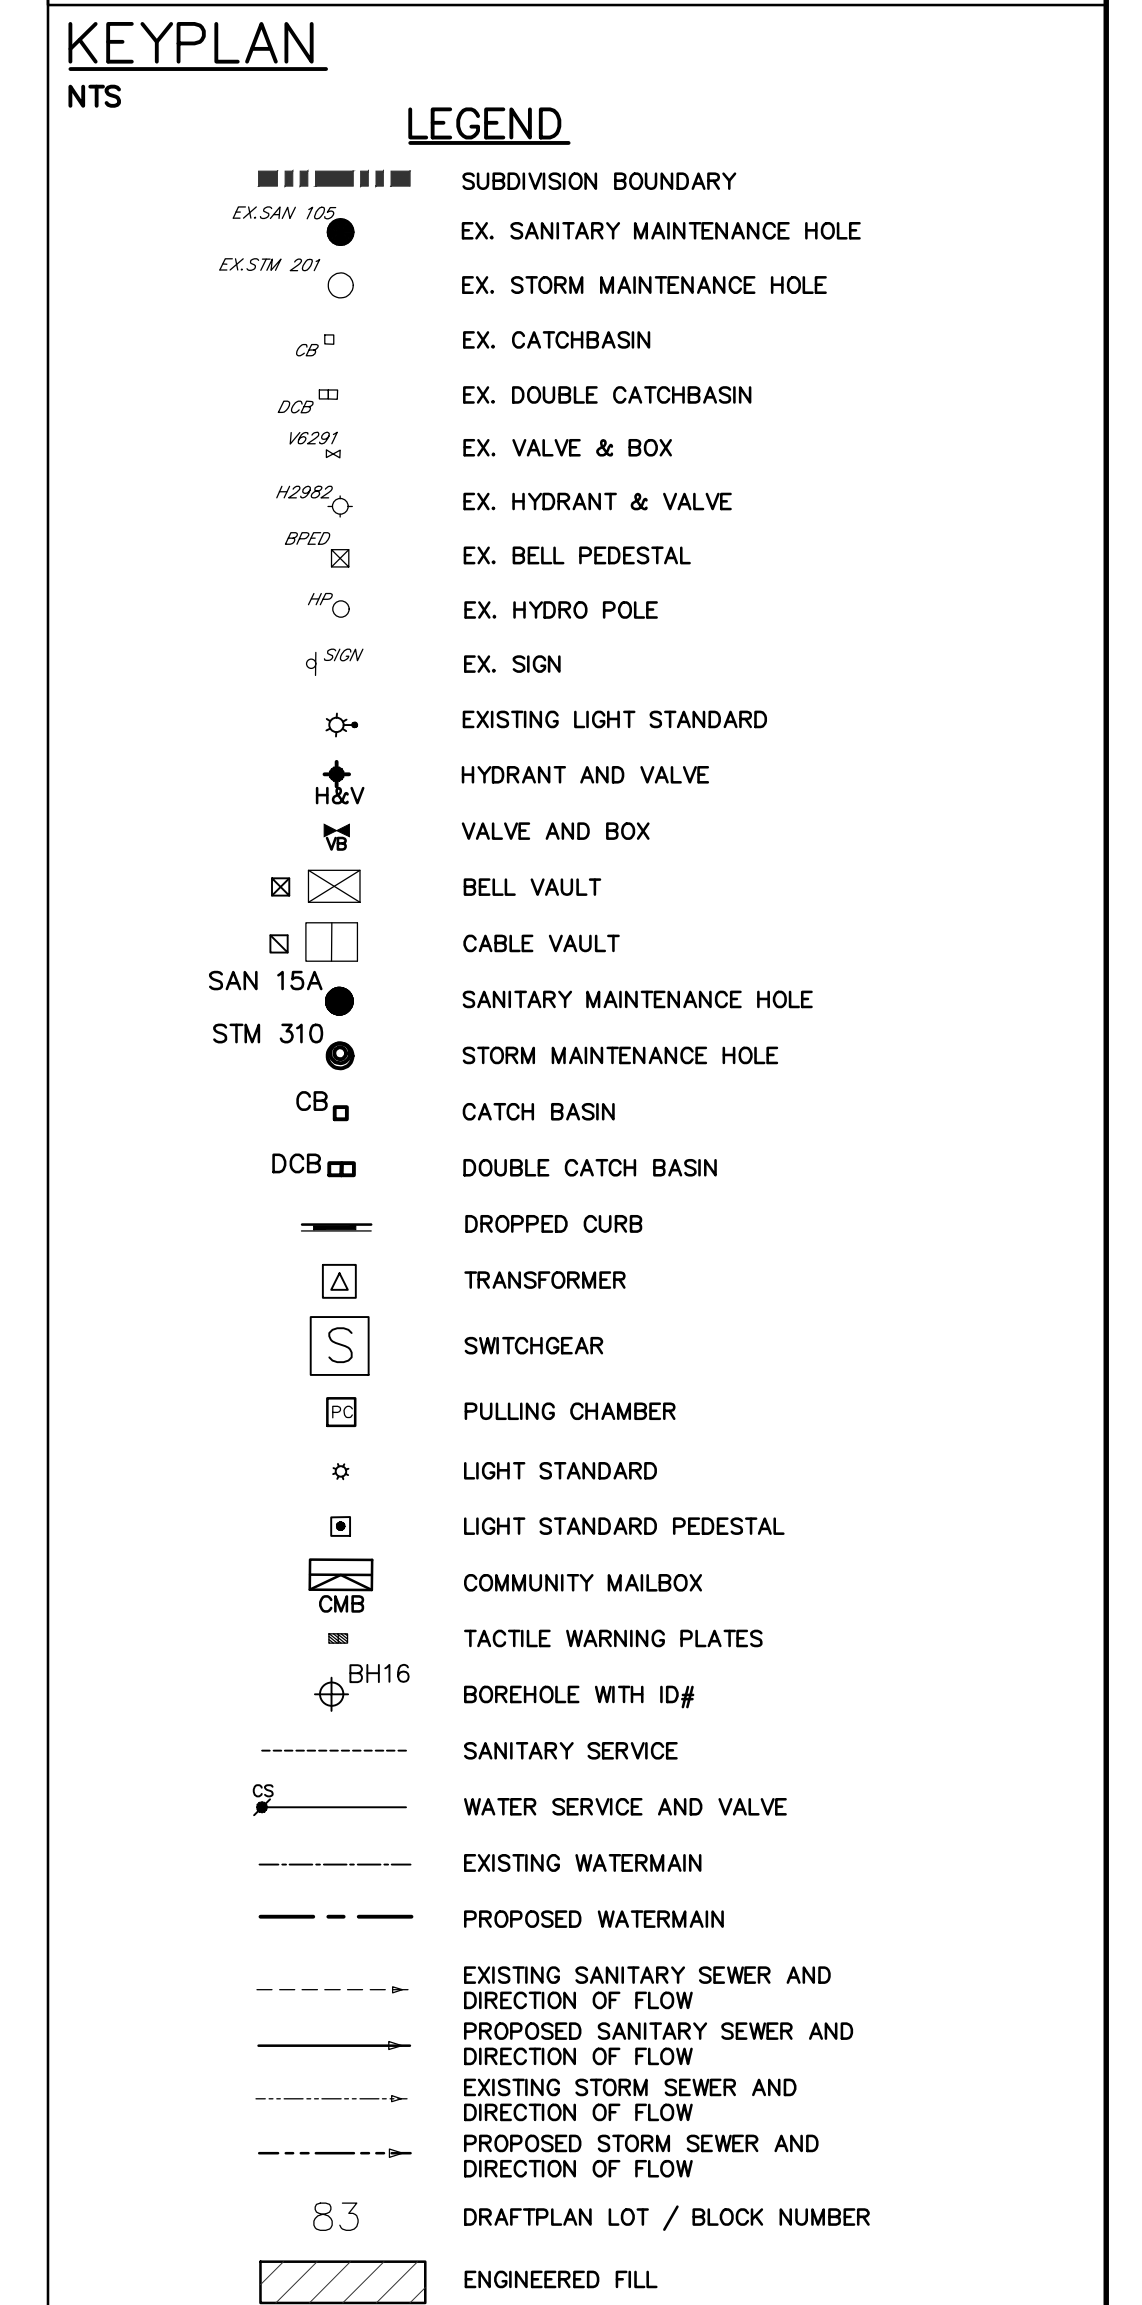 KEYPLAN
NTS
LEGEND
SUBDIVISION BOUNDARY
EX.SAN 105
EX. SANITARY MAINTENANCE HOLE
EX.STM 201
EX. STORM MAINTENANCE HOLE
CB
EX. CATCHBASIN
DCB
EX. DOUBLE CATCHBASIN
V6291
EX. VALVE & BOX
H2982
EX. HYDRANT & VALVE
BPED
EX. BELL PEDESTAL
HP
EX. HYDRO POLE
SIGN
EX. SIGN
EXISTING LIGHT STANDARD
H&V
HYDRANT AND VALVE
VB
VALVE AND BOX
BELL VAULT
CABLE VAULT
SAN 15A
SANITARY MAINTENANCE HOLE
STM 310
STORM MAINTENANCE HOLE
CB
CATCH BASIN
DCB
DOUBLE CATCH BASIN
DROPPED CURB
TRANSFORMER
S
SWITCHGEAR
PC
PULLING CHAMBER
LIGHT STANDARD
LIGHT STANDARD PEDESTAL
CMB
COMMUNITY MAILBOX
TACTILE WARNING PLATES
BH16
BOREHOLE WITH ID#
SANITARY SERVICE
CS
WATER SERVICE AND VALVE
EXISTING WATERMAIN
PROPOSED WATERMAIN
EXISTING SANITARY SEWER AND
DIRECTION OF FLOW
PROPOSED SANITARY SEWER AND
DIRECTION OF FLOW
EXISTING STORM SEWER AND
DIRECTION OF FLOW
PROPOSED STORM SEWER AND
DIRECTION OF FLOW
83
DRAFTPLAN LOT / BLOCK NUMBER
ENGINEERED FILL